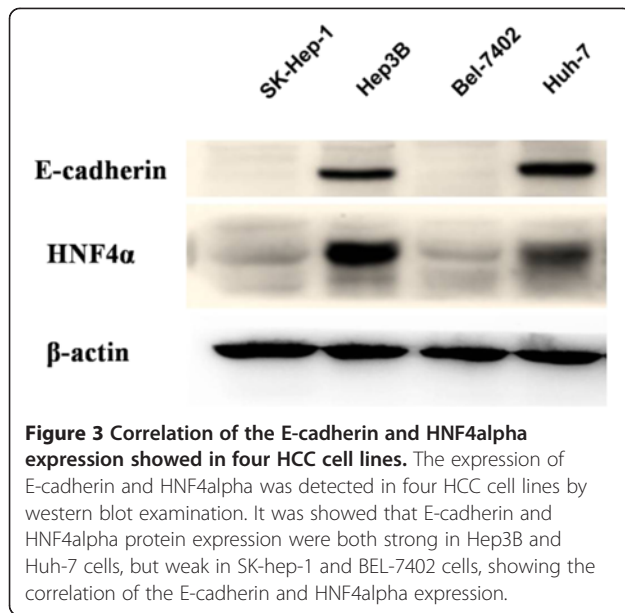 SK-Hep-1 Hep3B Bel-7402 Huh-7
E-cadherin
HNF4α
β-actin
Figure 3 Correlation of the E-cadherin and HNF4alpha
expression showed in four HCC cell lines. The expression of
E-cadherin and HNF4alpha was detected in four HCC cell lines by
western blot examination. It was showed that E-cadherin and
HNF4alpha protein expression were both strong in Hep3B and
Huh-7 cells, but weak in SK-hep-1 and BEL-7402 cells, showing the
correlation of the E-cadherin and HNF4alpha expression.